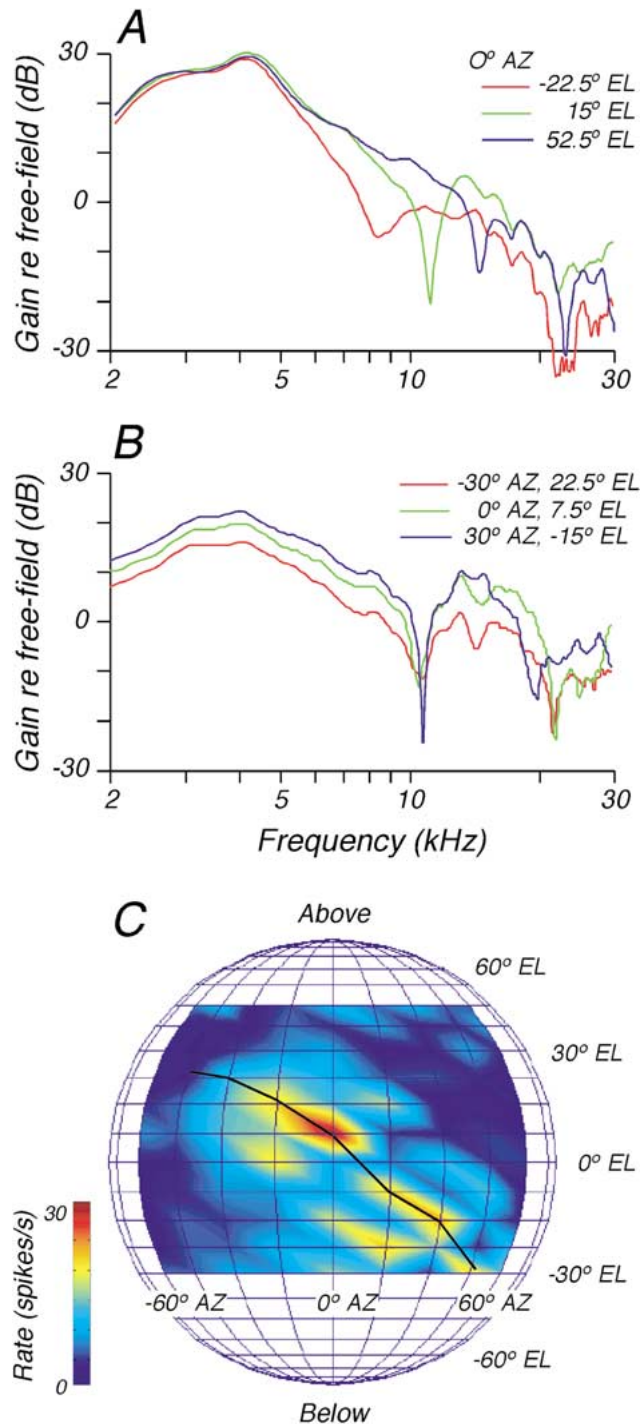 A
30
0
-30
Gain re free-field (dB)
0º AZ
-22.5º EL
15º EL
52.5º EL
2 5 10 30
B
30
0
-30
Gain re free-field (dB)
-30º AZ, 22.5º EL
0º AZ, 7.5º EL
30º AZ, -15º EL
2 5 10 30
Frequency (kHz)
C
Above
60º EL
30º EL
0º EL
-30º EL
-60º EL
-60º AZ 0º AZ 60º AZ
30
0
Rate (spikes/s)
Below